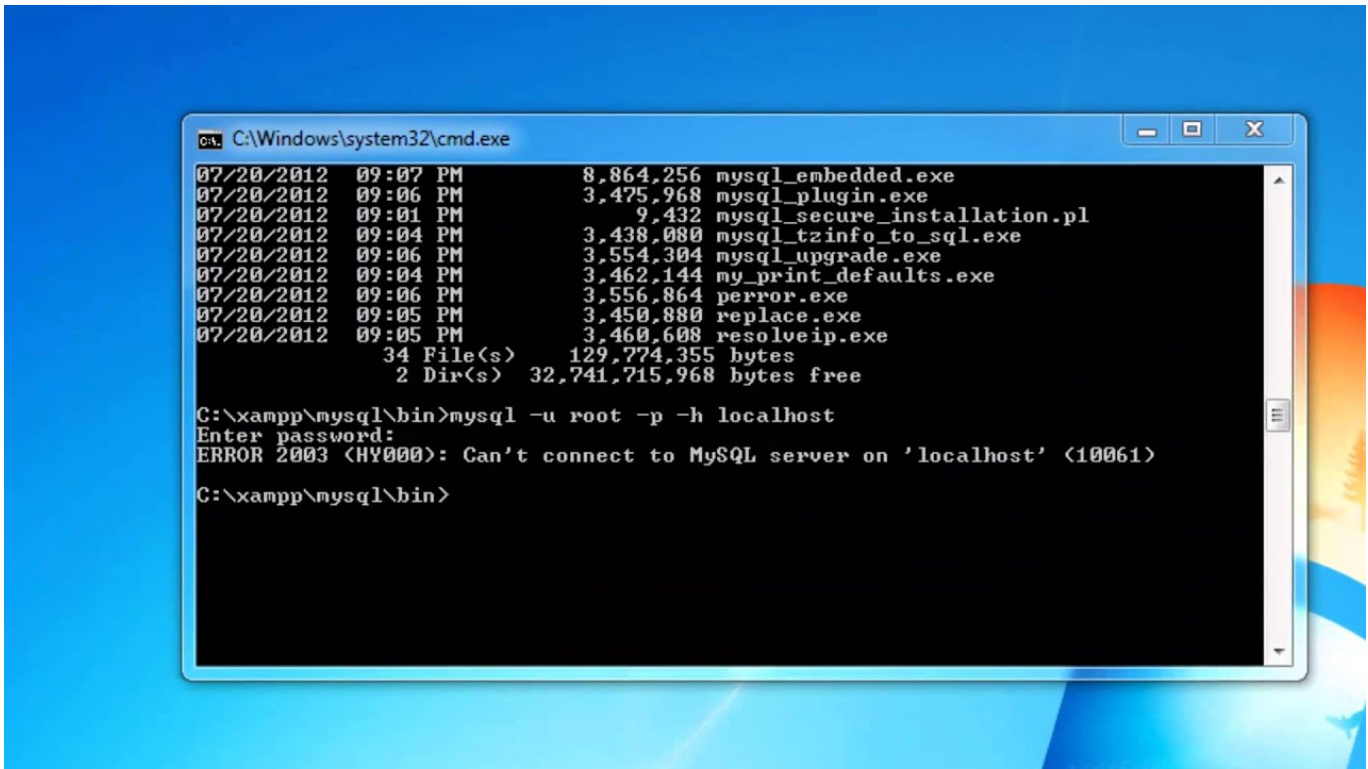 C:\Windows\system32\cmd.exe
07/20/2012  09:07 PM         8,864,256 mysql_embedded.exe
07/20/2012  09:06 PM         3,475,968 mysql_plugin.exe
07/20/2012  09:01 PM             9,432 mysql_secure_installation.pl
07/20/2012  09:04 PM         3,438,080 mysql_tzinfo_to_sql.exe
07/20/2012  09:06 PM         3,554,304 mysql_upgrade.exe
07/20/2012  09:04 PM         3,462,144 my_print_defaults.exe
07/20/2012  09:06 PM         3,556,864 perror.exe
07/20/2012  09:05 PM         3,450,880 replace.exe
07/20/2012  09:05 PM         3,460,608 resolveip.exe
34 File(s)    129,774,355 bytes
2 Dir(s)  32,741,715,968 bytes free
C:\xampp\mysql\bin>mysql -u root -p -h localhost
Enter password:
ERROR 2003 (HY000): Can't connect to MySQL server on 'localhost' (10061)
C:\xampp\mysql\bin>